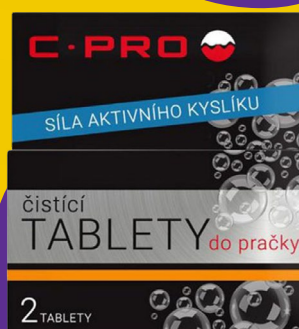 C·PRO
SÍLA AKTIVNÍHO KYSLÍKU
čistící
TABLETY do pračky
2 TABLETY